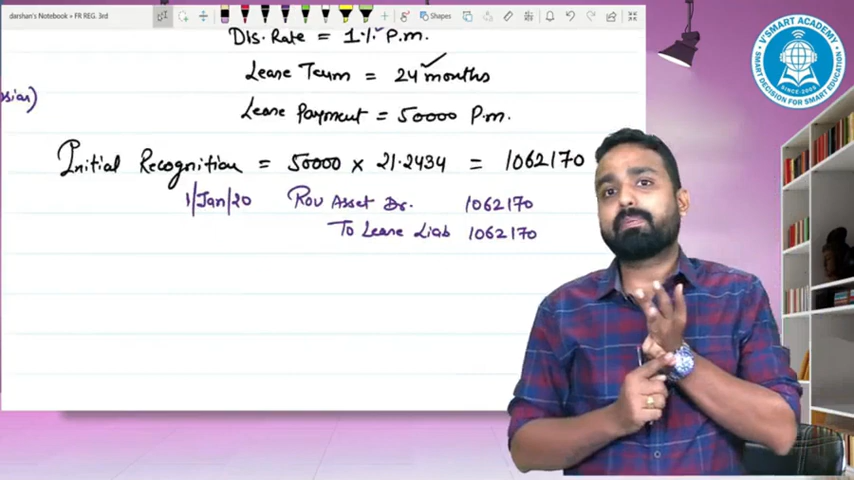 darshan's Notebook » FR REG. 3rd
Shapes
Dis. Rate = 1% P.m.
Lease Term = 24 months
Lease Payment = 50000 P.m.
Initial Recognition = 50000 x 21.2434 = 1062170
1/Jan/20 ROU Asset Dr. 1062170
To Lease Liab 1062170
V'SMART ACADEMY
SMART DECISION FOR SMART EDUCATION